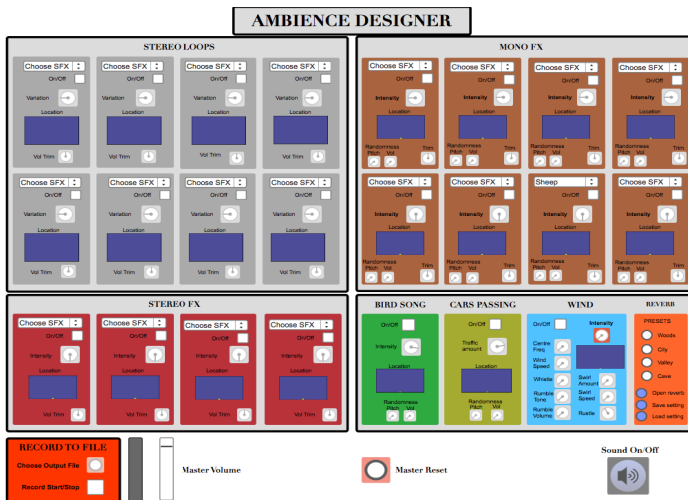 AMBIENCE DESIGNER
STEREO LOOPS
Choose SFX Choose SFX Choose SFX Choose SFX
On/Off On/Off On/Off On/Off
Variation Variation Variation Variation
Location Location Location Location
Vol Trim Vol Trim Vol Trim Vol Trim
Choose SFX Choose SFX Choose SFX Choose SFX
On/Off On/Off On/Off On/Off
Variation Variation Variation Variation
Location Location Location Location
Vol Trim Vol Trim Vol Trim Vol Trim
MONO FX
Choose SFX Choose SFX Choose SFX Choose SFX
On/Off On/Off On/Off On/Off
Intensity Intensity Intensity Intensity
Location Location Location Location
Randomness Randomness Randomness Randomness
Pitch Vol Trim Pitch Vol Trim Pitch Vol Trim Pitch Vol Trim
Choose SFX Choose SFX Sheep Choose SFX
On/Off On/Off On/Off On/Off
Intensity Intensity Intensity Intensity
Location Location Location Location
Randomness Randomness Randomness Randomness
Pitch Vol Trim Pitch Vol Trim Pitch Vol Trim Pitch Vol Trim
STEREO FX
Choose SFX Choose SFX Choose SFX Choose SFX
On/Off On/Off On/Off On/Off
Intensity Intensity Intensity Intensity
Location Location Location Location
Vol Trim Vol Trim Vol Trim Vol Trim
BIRD SONG
On/Off
Intensity
Location
Randomness
Pitch Vol
CARS PASSING
On/Off
Traffic
amount
Location
Randomness
Pitch Vol
WIND
On/Off Intensity
Centre
Freq
Wind
Speed
Whistle
Swirl
Amount
Rumble
Tone
Swirl
Speed
Rumble
Volume
Rustle
REVERB
PRESETS
Woods
City
Valley
Cave
Open reverb
Save setting
Load setting
RECORD TO FILE
Choose Output File
Record Start/Stop
Master Volume
Master Reset
Sound On/Off